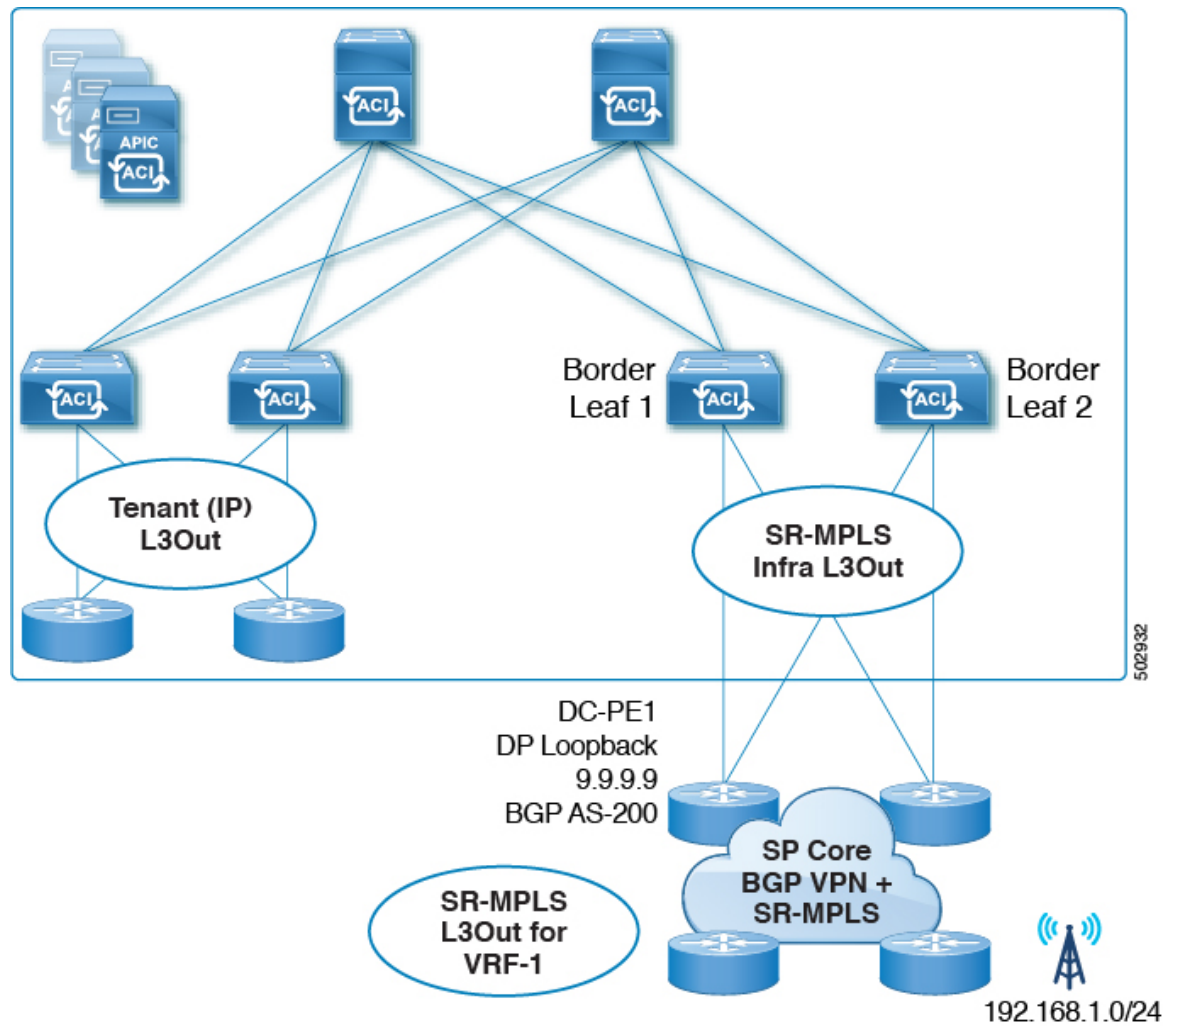 APIC
ACI
ACI
ACI
ACI
ACI
ACI
ACI
Border
Leaf 1
Border
Leaf 2
Tenant (IP)
L3Out
SR-MPLS
Infra L3Out
502932
DC-PE1
DP Loopback
9.9.9.9
BGP AS-200
SP Core
BGP VPN +
SR-MPLS
SR-MPLS
L3Out for
VRF-1
192.168.1.0/24